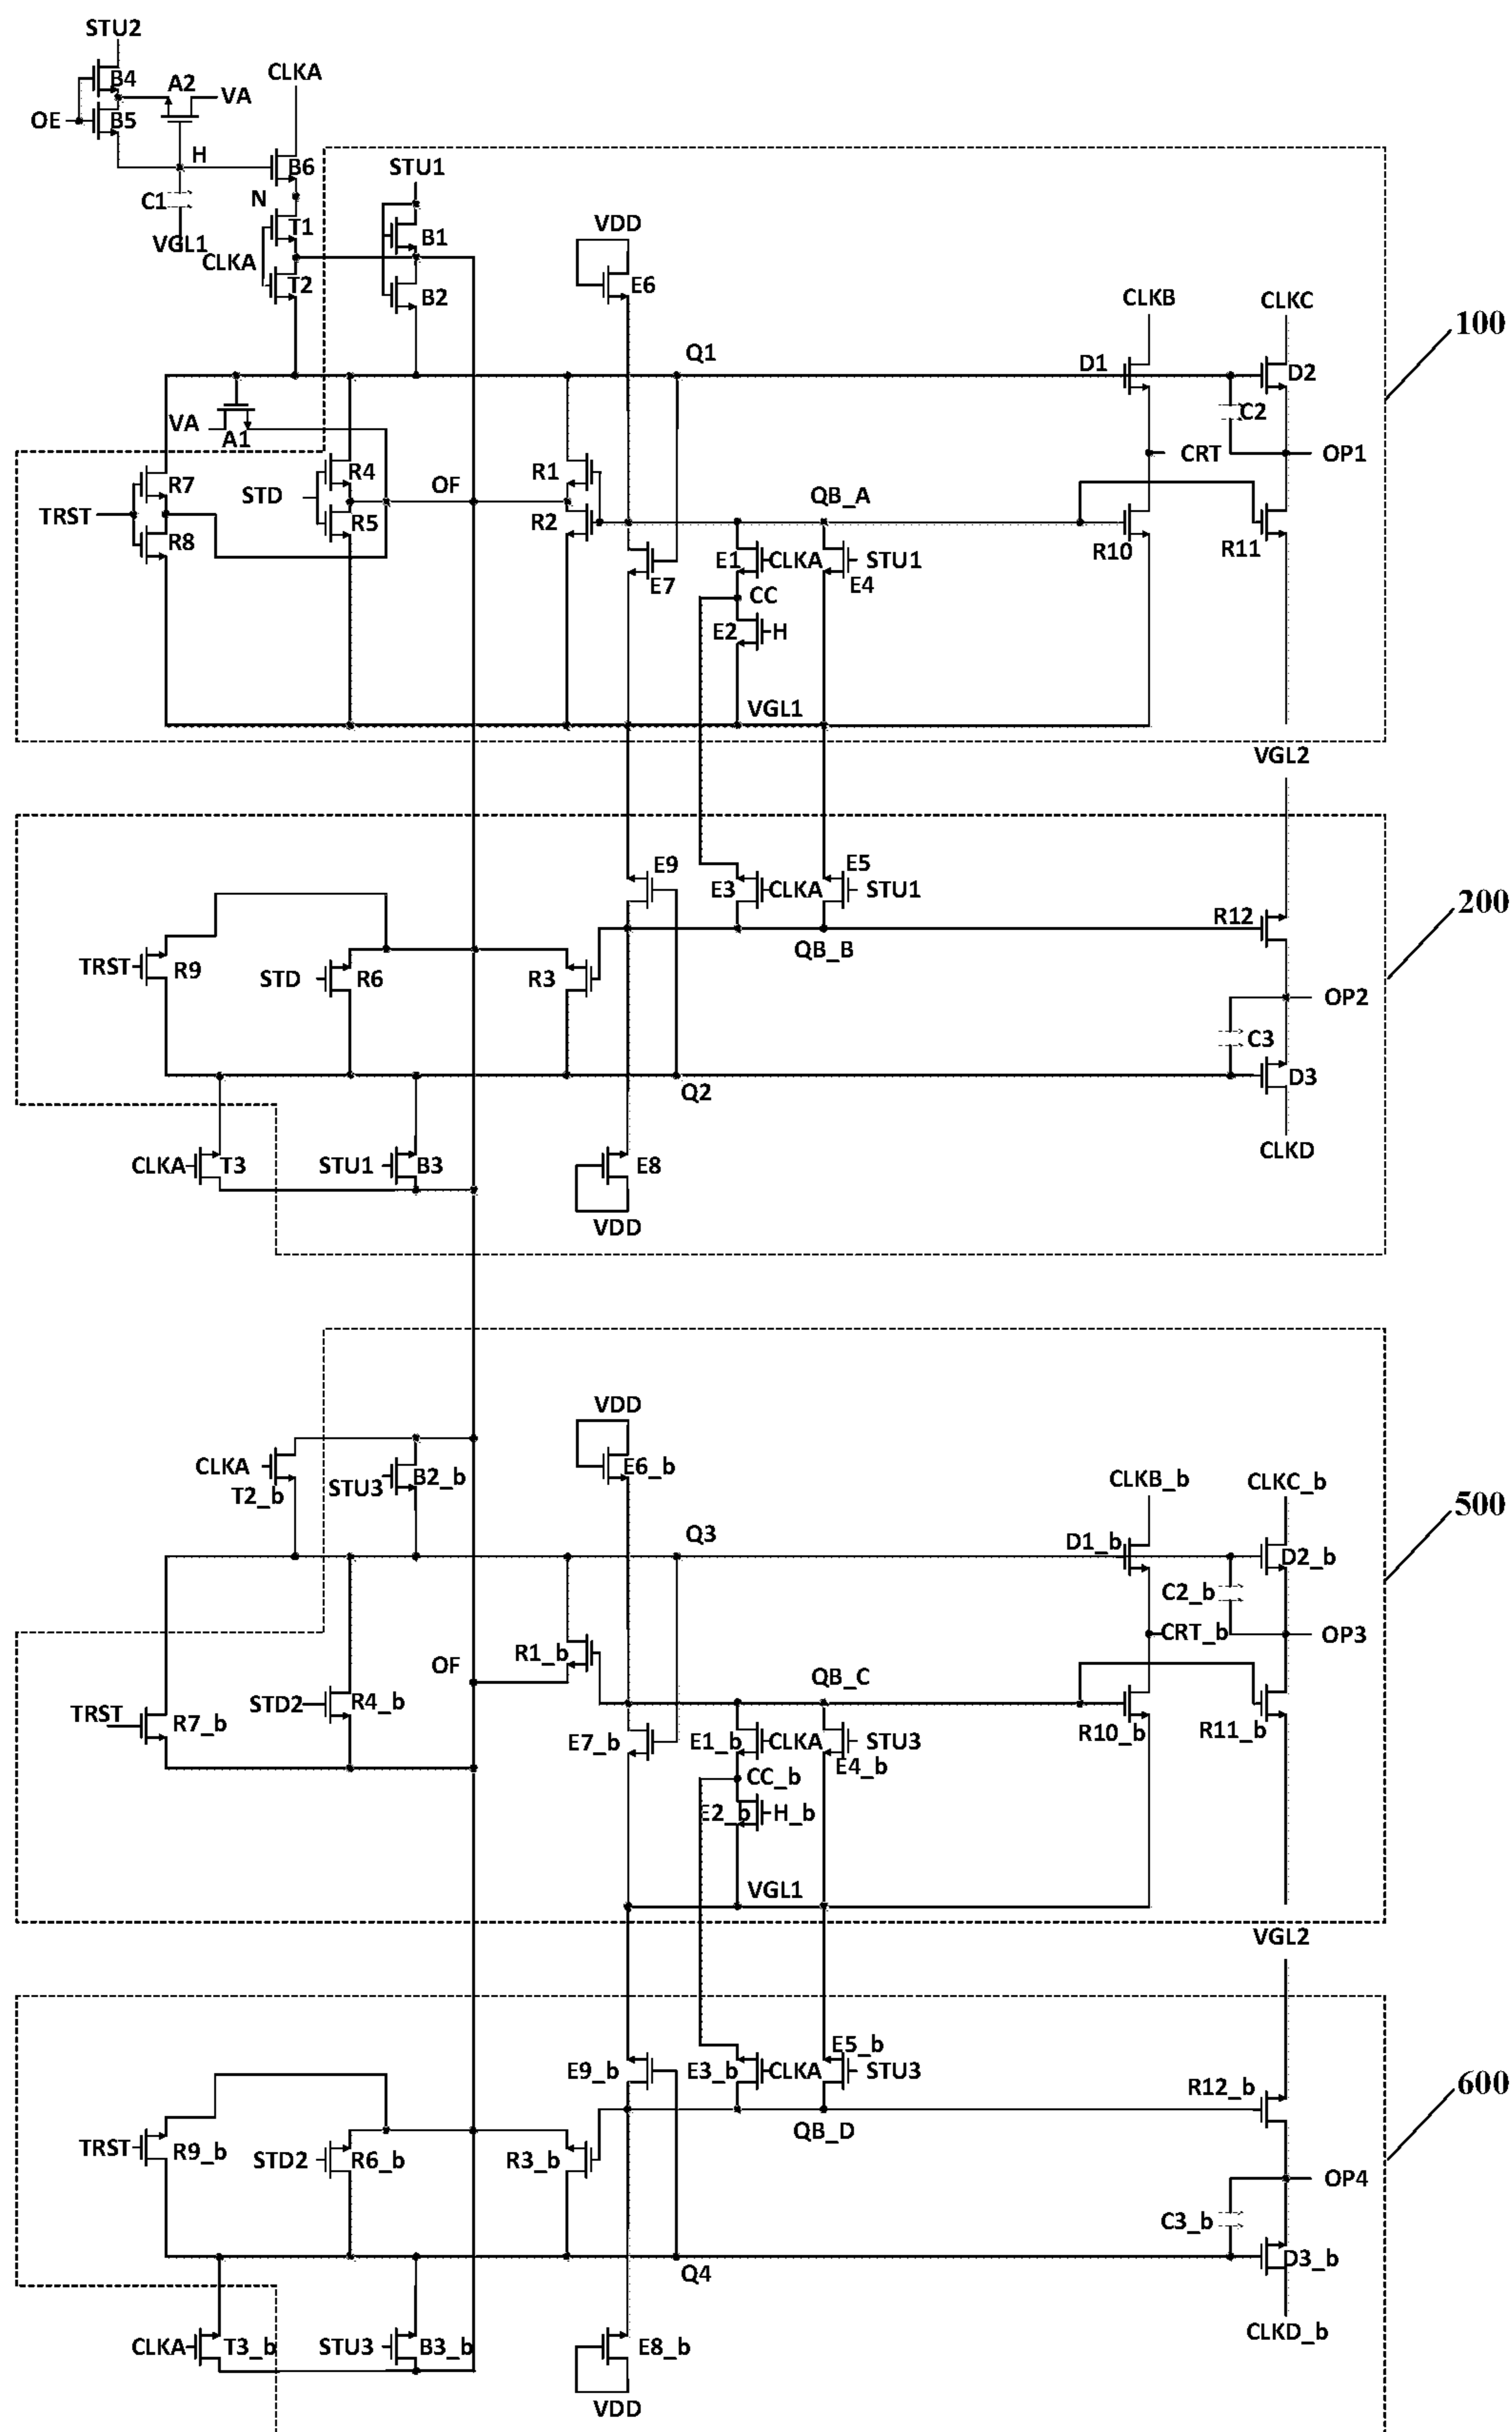 STU2
B4
A2
VA
CLKA
OE
B5
H
B6
C1
N
VGL1
T1
CLKA
T2
STU1
B1
B2
VDD
E6
CLKB
CLKC
100
Q1
D1
D2
C2
VA
A1
CRT
OP1
R7
R4
OF
R1
QB_A
STD
TRST
R8
R5
R2
R10
R11
E7
E1
CLKA
STU1
E4
CC
E2
H
VGL1
VGL2
E9
E5
E3
CLKA
STU1
R12
200
QB_B
TRST
R9
STD
R6
R3
OP2
C3
Q2
D3
CLKA
T3
STU1
B3
E8
CLKD
VDD
VDD
CLKA
T2_b
STU3
B2_b
E6_b
CLKB_b
CLKC_b
500
Q3
D1_b
D2_b
C2_b
CRT_b
OP3
R1_b
OF
QB_C
TRST
R7_b
STD2
R4_b
E7_b
E1_b
CLKA
STU3
E4_b
R10_b
R11_b
CC_b
E2_b
H_b
VGL1
VGL2
E5_b
E9_b
E3_b
CLKA
STU3
R12_b
600
QB_D
TRST
R9_b
STD2
R6_b
R3_b
OP4
C3_b
Q4
D3_b
CLKA
T3_b
STU3
B3_b
E8_b
CLKD_b
VDD